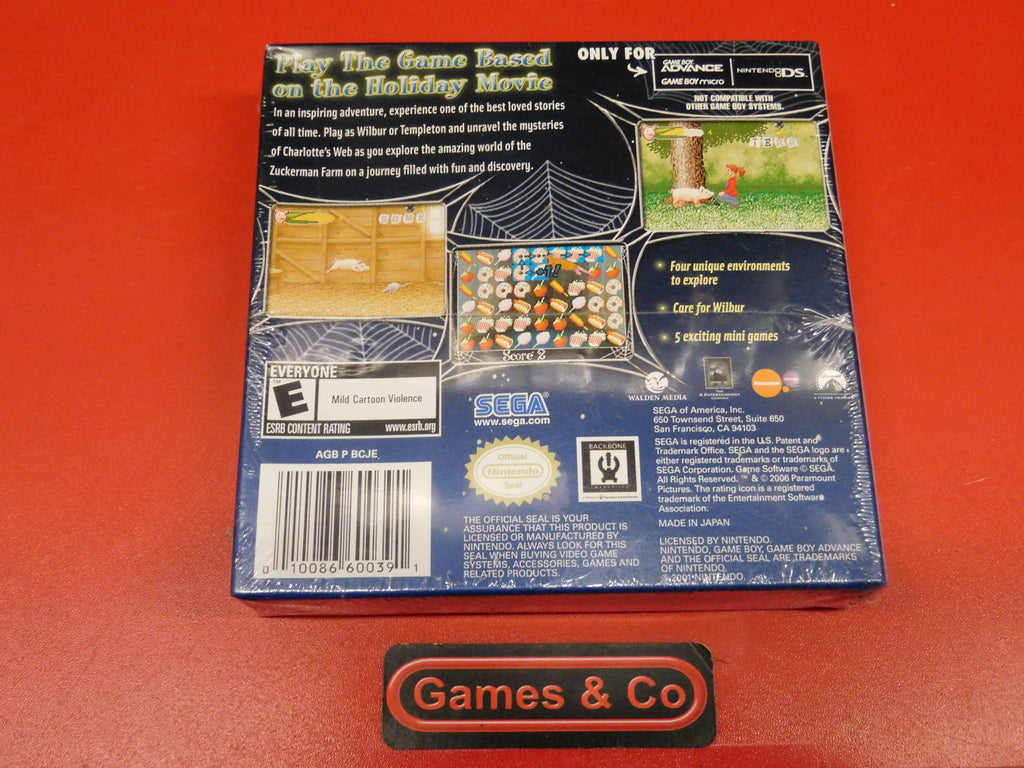 Play The Game Based
on the Holiday Movie
In an inspiring adventure, experience one of the best loved stories
of all time. Play as Wilbur or Templeton and unravel the mysteries
of Charlotte's Web as you explore the amazing world of the
Zuckerman Farm on a journey filled with fun and discovery.
ONLY FOR
GAME BOY
ADVANCE
GAME BOY micro
NINTENDO DS™
NOT COMPATIBLE WITH
OTHER GAME BOY SYSTEMS.
+1!
Score 2
• Four unique environments
to explore
• Care for Wilbur
• 5 exciting mini games
EVERYONE
E™
Mild Cartoon Violence
ESRB CONTENT RATING www.esrb.org
AGB P BCJE
0 10086 60039 1
SEGA®
www.sega.com
Official
Nintendo
Seal
THE OFFICIAL SEAL IS YOUR
ASSURANCE THAT THIS PRODUCT IS
LICENSED OR MANUFACTURED BY
NINTENDO. ALWAYS LOOK FOR THIS
SEAL WHEN BUYING VIDEO GAME
SYSTEMS, ACCESSORIES, GAMES AND
RELATED PRODUCTS.
BACKBONE
WALDEN MEDIA
SEGA of America, Inc.
650 Townsend Street, Suite 650
San Francisco, CA 94103
SEGA is registered in the U.S. Patent and
Trademark Office. SEGA and the SEGA logo are
either registered trademarks or trademarks of
SEGA Corporation. Game Software © SEGA.
All Rights Reserved. ™ & © 2006 Paramount
Pictures. The rating icon is a registered
trademark of the Entertainment Software
Association.
MADE IN JAPAN
LICENSED BY NINTENDO.
NINTENDO, GAME BOY, GAME BOY ADVANCE
AND THE OFFICIAL SEAL ARE TRADEMARKS
OF NINTENDO.
© 2001 NINTENDO.
Games & Co